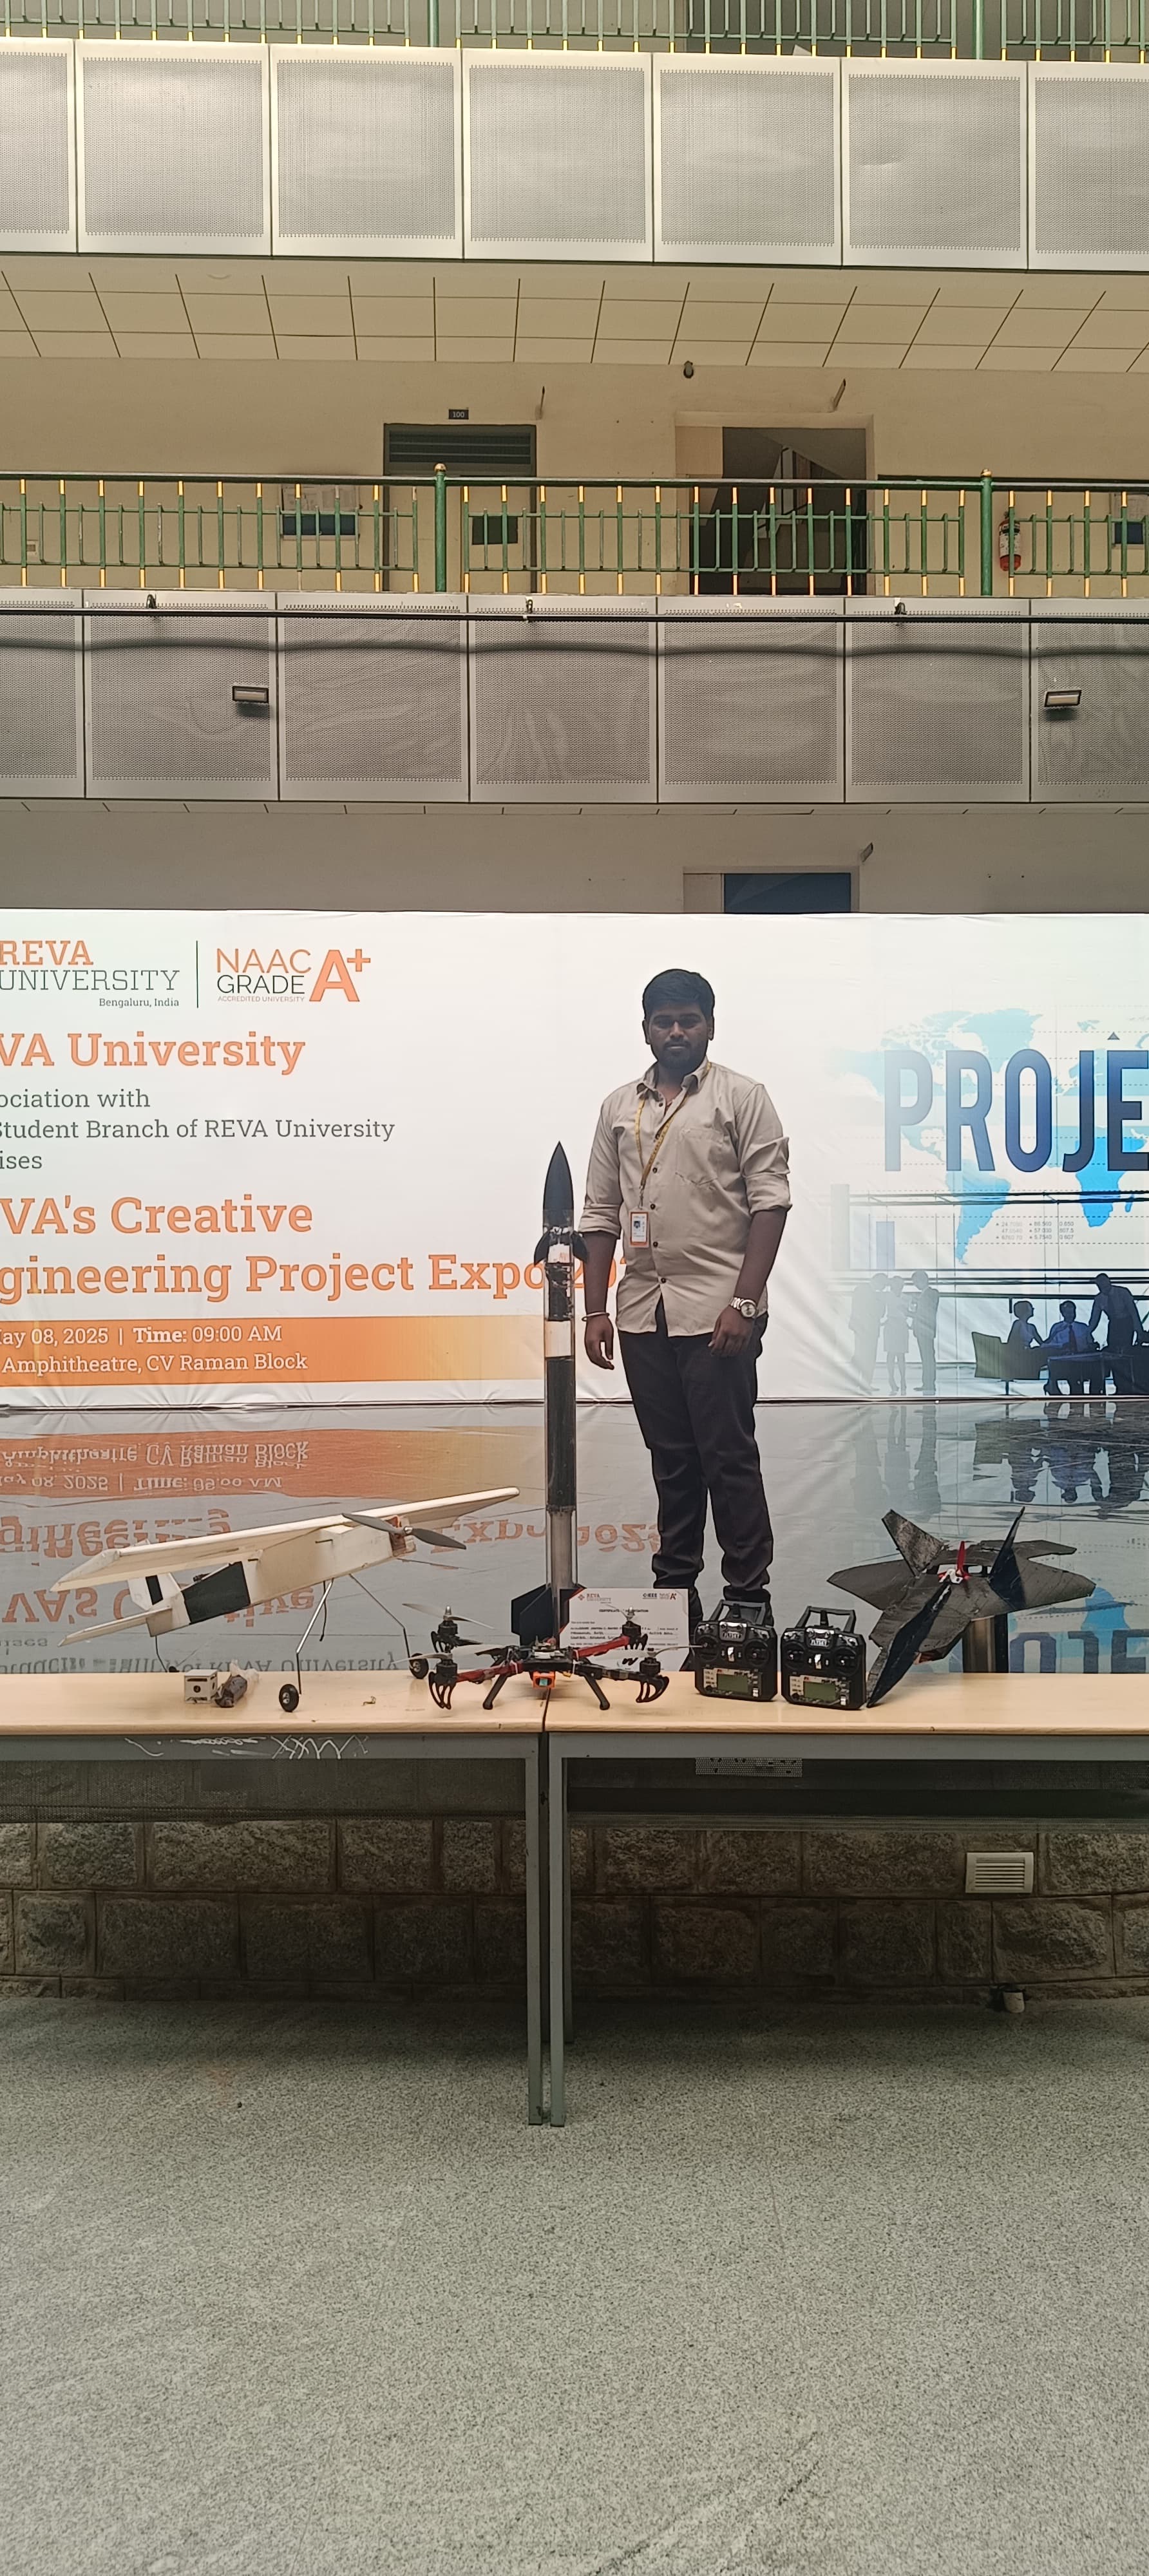 100
REVA
UNIVERSITY
Bengaluru, India
NAAC
GRADE
ACCREDITED UNIVERSITY
A+
VA University
ociation with
Student Branch of REVA University
ises
VA's Creative
gineering Project Expo 20
ay 08, 2025 | Time: 09:00 AM
Amphitheatre, CV Raman Block
PROJE